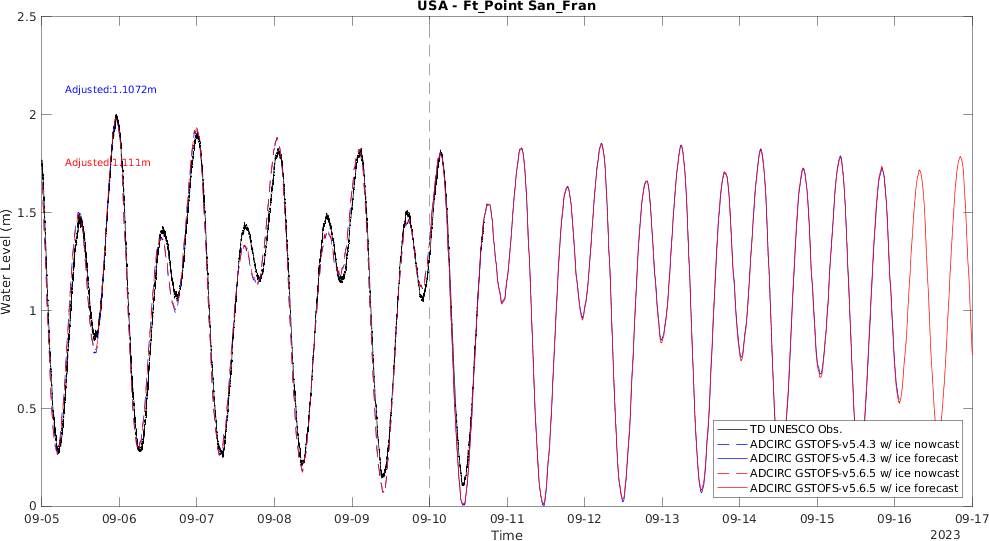 USA - Ft_Point San_Fran
2.5
2
1.5
1
0.5
0
Water Level (m)
Adjusted:1.1072m
Adjusted:1.111m
TD UNESCO Obs.
ADCIRC GSTOFS-v5.4.3 w/ ice nowcast
ADCIRC GSTOFS-v5.4.3 w/ ice forecast
ADCIRC GSTOFS-v5.6.5 w/ ice nowcast
ADCIRC GSTOFS-v5.6.5 w/ ice forecast
09-05 09-06 09-07 09-08 09-09 09-10 09-11 09-12 09-13 09-14 09-15 09-16 09-17
Time
2023